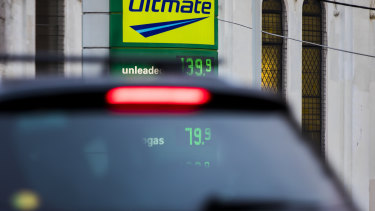 Ultimate
unleaded 139.9
gas 79.9